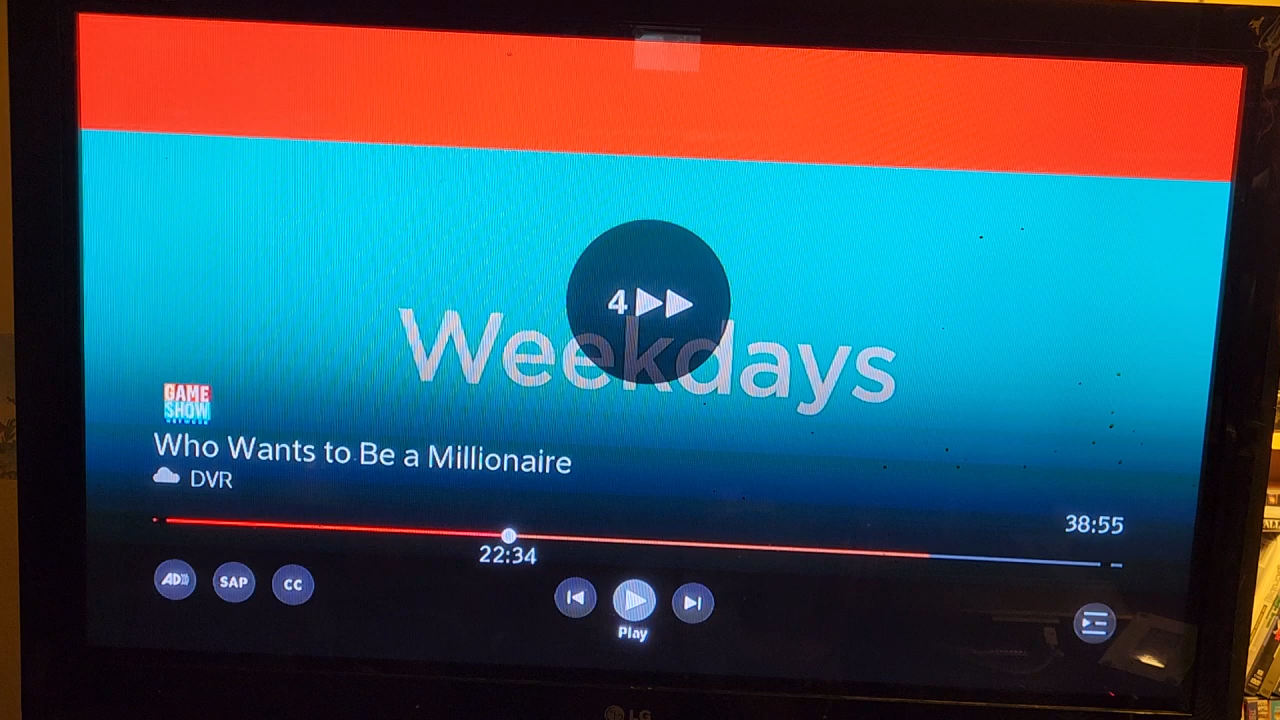 4
Weekdays
GAME
SHOW
Who Wants to Be a Millionaire
DVR
38:55
22:34
AD
SAP
CC
Play
LG